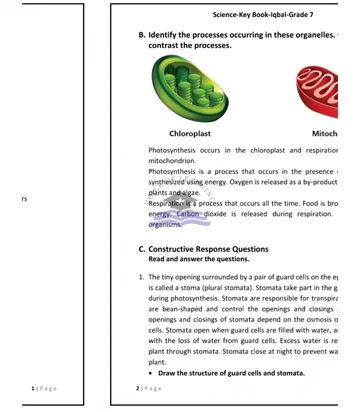 Science-Key Book-Iqbal-Grade 7
B. Identify the processes occurring in these organelles.
contrast the processes.
Chloroplast
Photosynthesis occurs in the chloroplast and respiration
mitochondrion.
Photosynthesis is a process that occurs in the presence
synthesized using energy. Oxygen is released as a by-product
plants and algae.
Respiration is a process that occurs all the time. Food is
energy. Carbon dioxide is released during respiration.
organisms.
C. Constructive Response Questions
Read and answer the questions.
1. The tiny opening surrounded by a pair of guard cells on the
is called a stoma (plural stomata). Stomata take part in the
during photosynthesis. Stomata are responsible for
are bean-shaped and control the openings and closings
openings and closings of stomata depend on the osmosis
cells. Stomata open when guard cells are filled with water,
with the loss of water from guard cells. Excess water is
plant through stomata. Stomata close at night to prevent
plant.
• Draw the structure of guard cells and stomata.
1 | Page
2 | Page